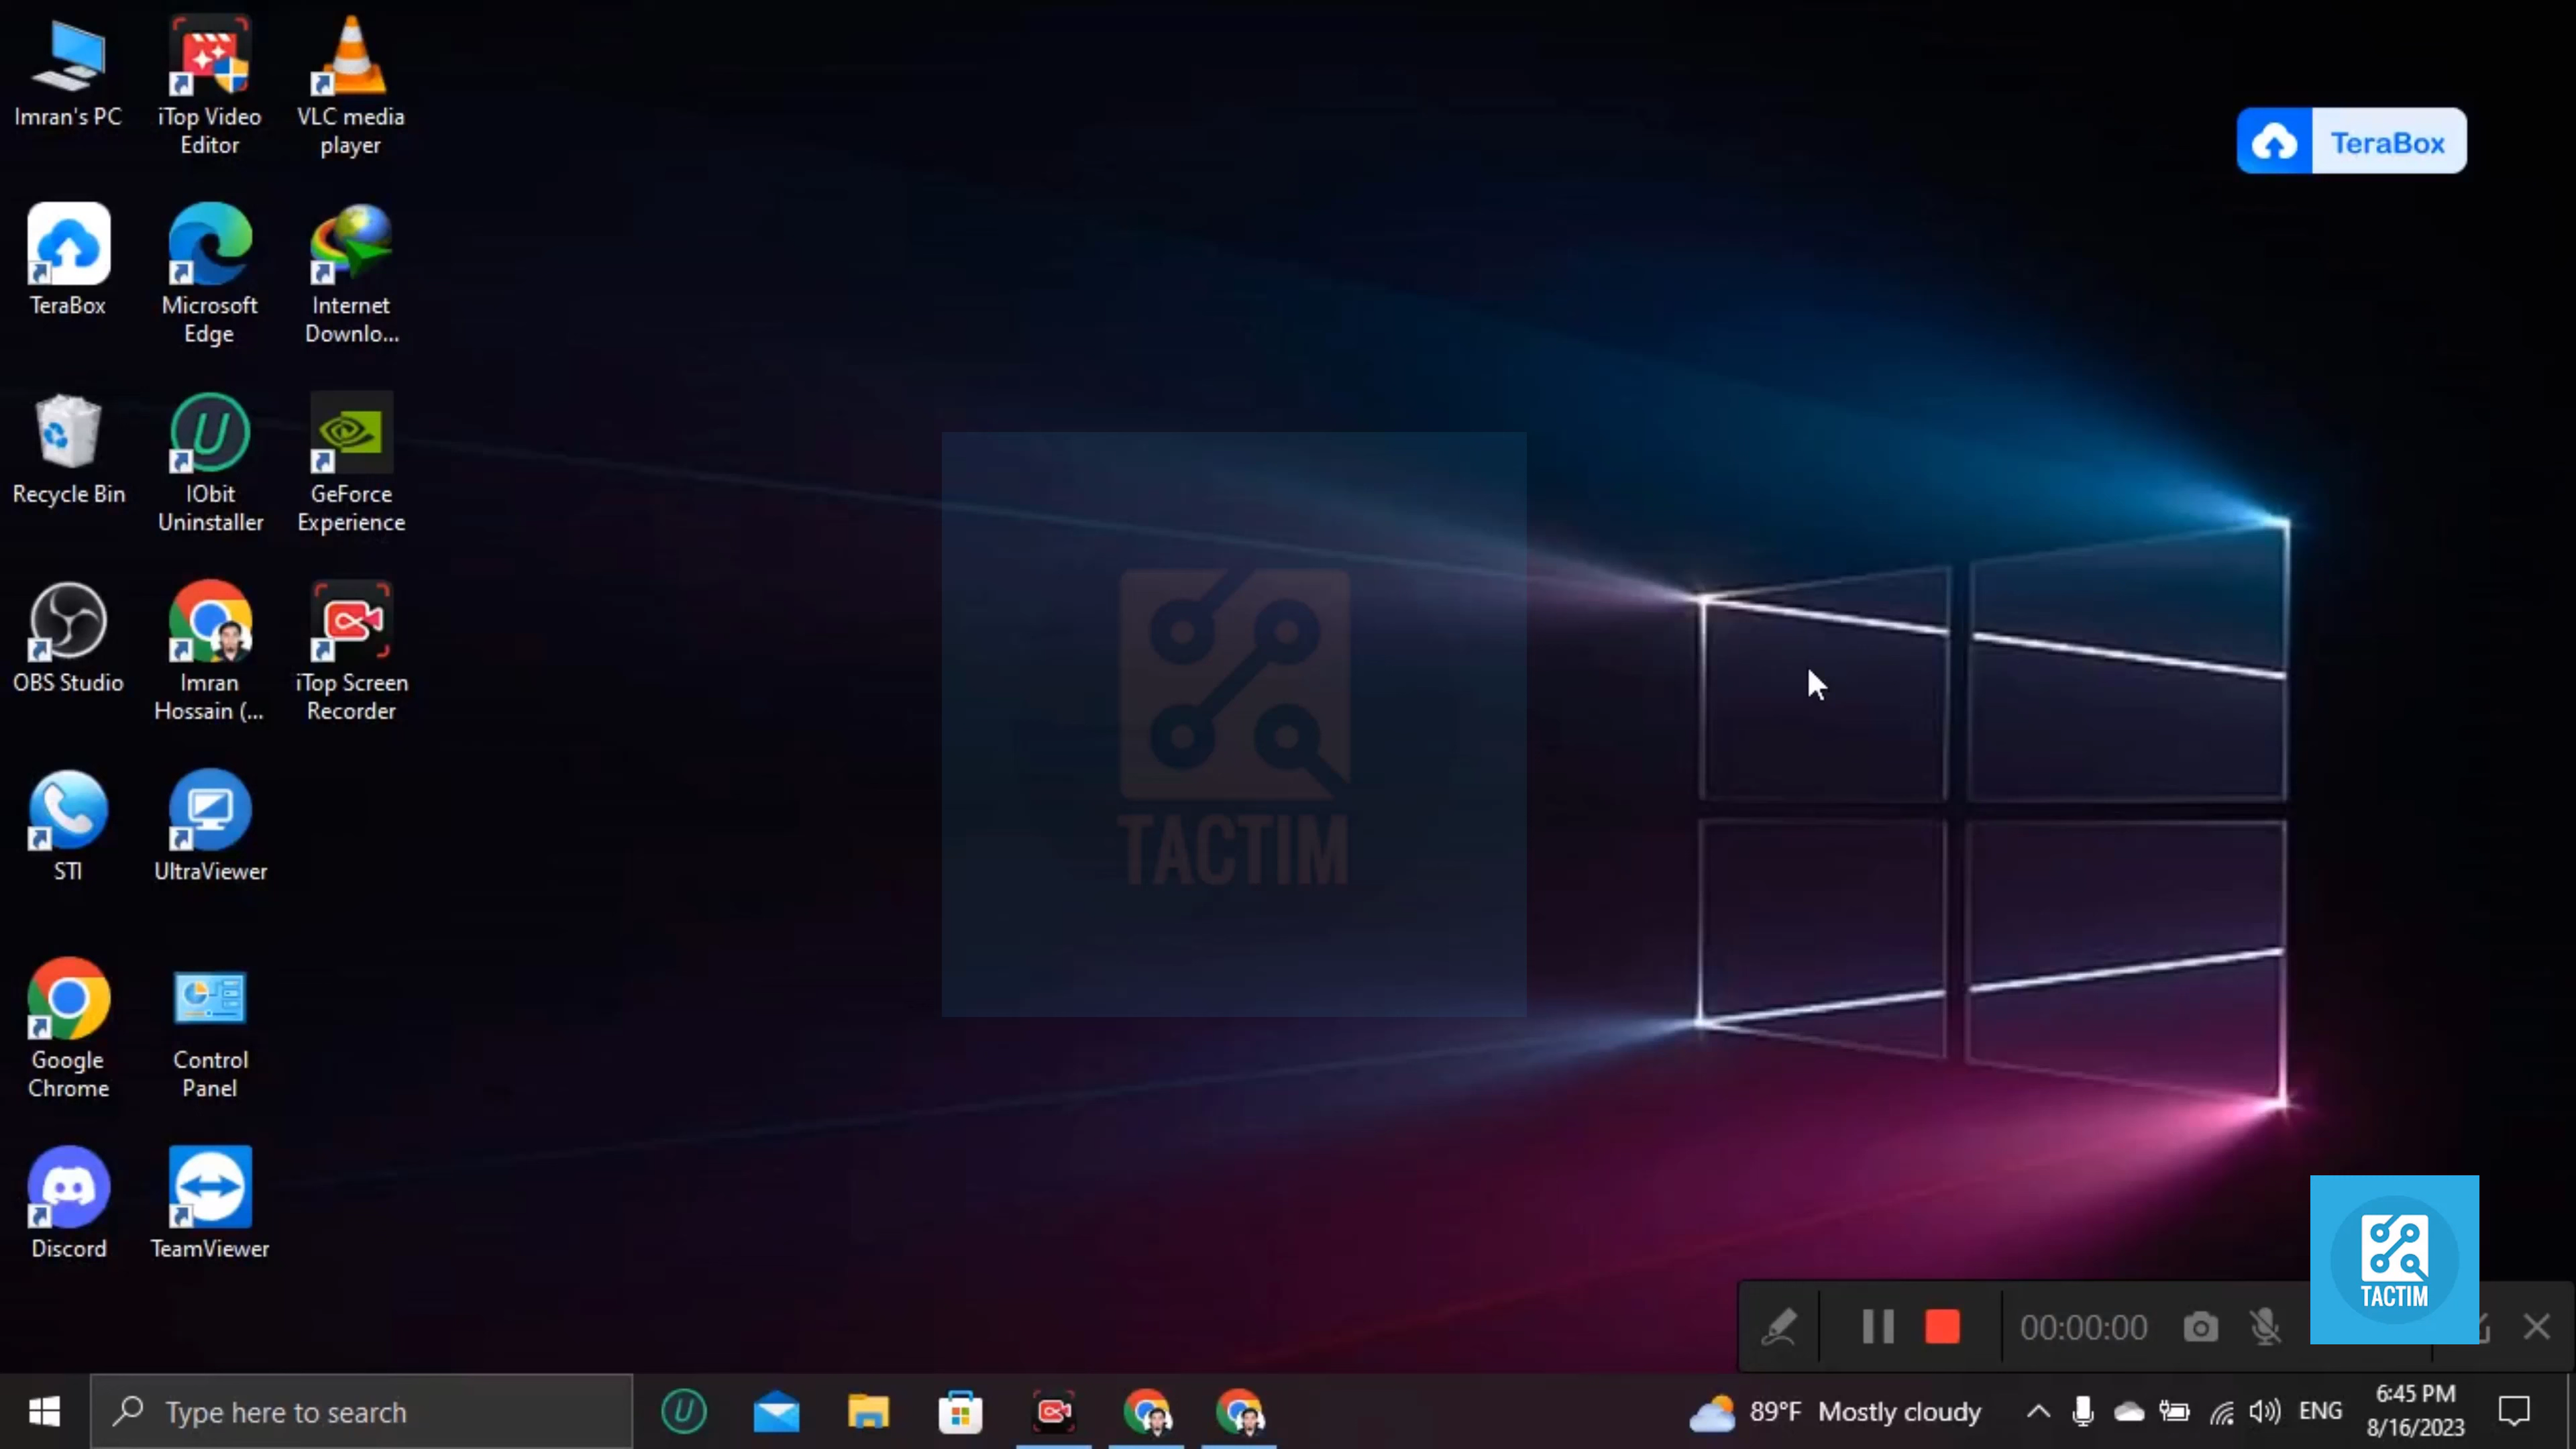 Imran's PC
iTop Video
Editor
VLC media
player
TeraBox
TeraBox
Microsoft
Edge
Internet
Downlo...
Recycle Bin
IObit
Uninstaller
GeForce
Experience
OBS Studio
Imran
Hossain (...
iTop Screen
Recorder
TACTIM
STI
UltraViewer
Google
Chrome
Control
Panel
Discord
TeamViewer
TACTIM
00:00:00
Type here to search
89°F Mostly cloudy
ENG
6:45 PM
8/16/2023